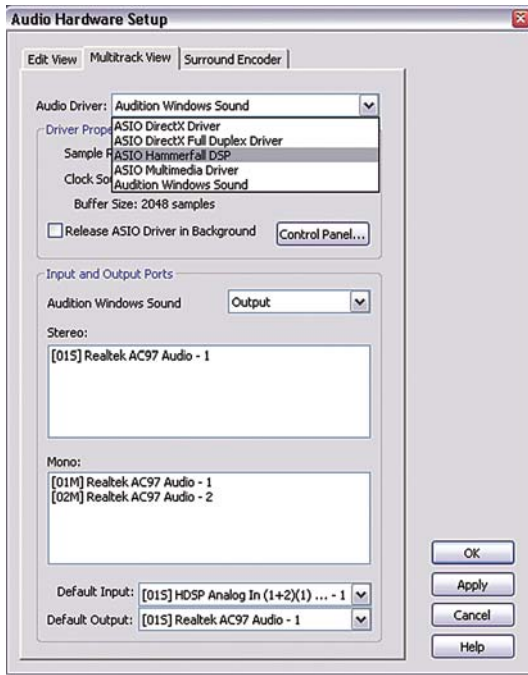 Audio Hardware Setup
Edit View Multitrack View Surround Encoder
Audio Driver: Audition Windows Sound
ASIO DirectX Driver
Driver Prope
ASIO DirectX Full Duplex Driver
Sample R
ASIO Hammerfall DSP
ASIO Multimedia Driver
Clock Sou
Audition Windows Sound
Buffer Size: 2048 samples
Release ASIO Driver in Background Control Panel...
Input and Output Ports
Audition Windows Sound Output
Stereo:
[01S] Realtek AC97 Audio - 1
Mono:
[01M] Realtek AC97 Audio - 1
[02M] Realtek AC97 Audio - 2
Default Input: [01S] HDSP Analog In (1+2)(1) ... - 1
Default Output: [01S] Realtek AC97 Audio - 1
OK
Apply
Cancel
Help